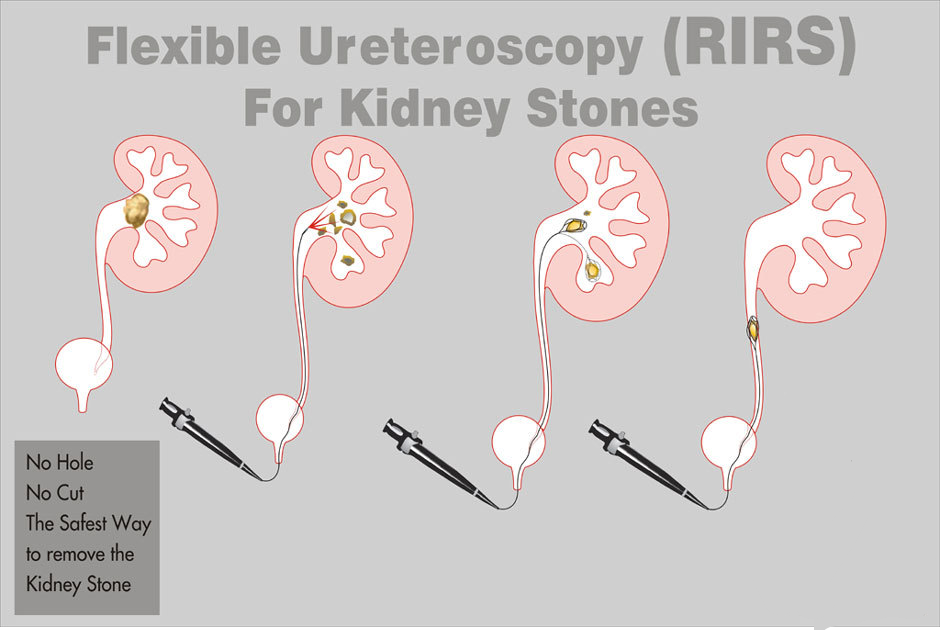 Flexible Ureteroscopy (RIRS)
For Kidney Stones
No Hole
No Cut
The Safest Way
to remove the
Kidney Stone